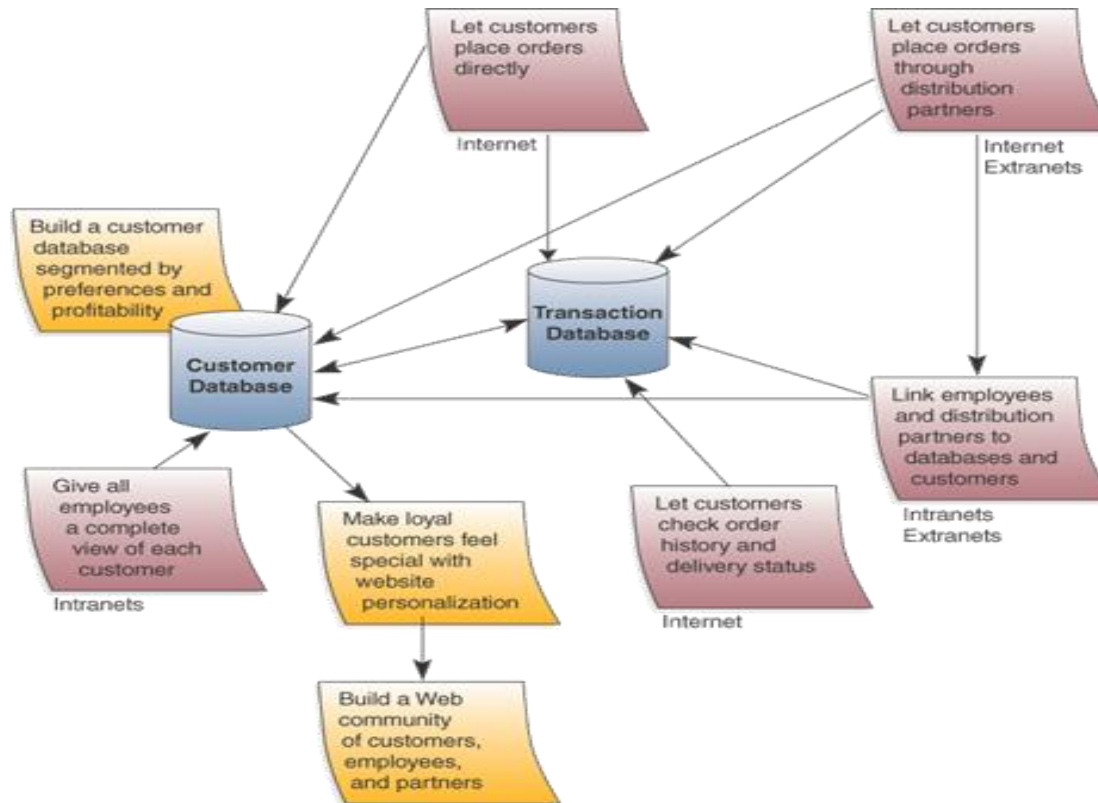 Let customers
place orders
directly
Internet
Let customers
place orders
through
distribution
partners
Internet
Extranets
Build a customer
database
segmented by
preferences and
profitability
Customer
Database
Transaction
Database
Link employees
and distribution
partners to
databases and
customers
Intranets
Extranets
Give all
employees
a complete
view of each
customer
Intranets
Make loyal
customers feel
special with
website
personalization
Let customers
check order
history and
delivery status
Internet
Build a Web
community
of customers,
employees,
and partners